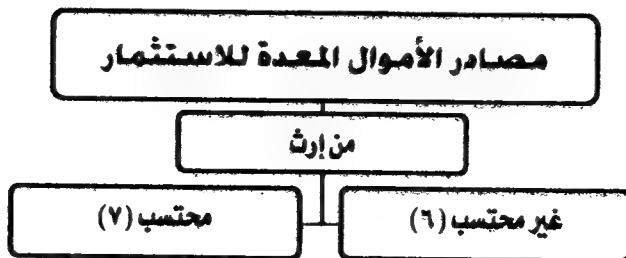 مصادر الأموال المعدة للاستثمار
من إرث
غير محتسب (٦)
محتسب (٧)